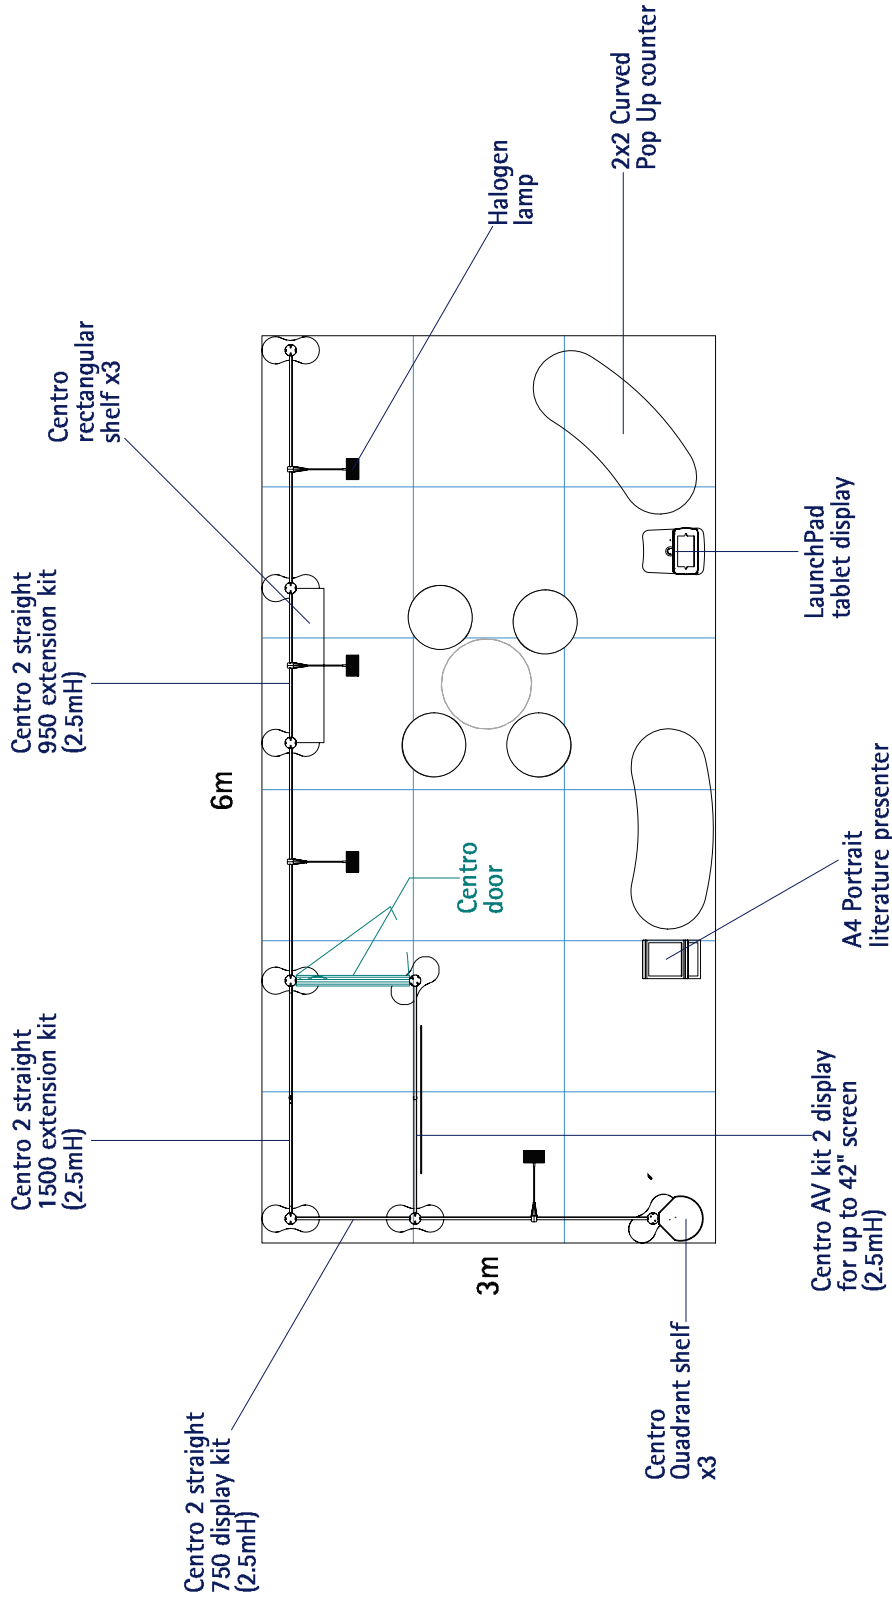 Centro 2 straight
750 display kit
(2.5mH)
Centro 2 straight
1500 extension kit
(2.5mH)
Centro 2 straight
950 extension kit
(2.5mH)
Centro
rectangular
shelf x3
Halogen
lamp
2x2 Curved
Pop Up counter
6m
3m
Centro
door
Centro
Quadrant shelf
x3
Centro AV kit 2 display
for up to 42" screen
(2.5mH)
A4 Portrait
literature presenter
LaunchPad
tablet display